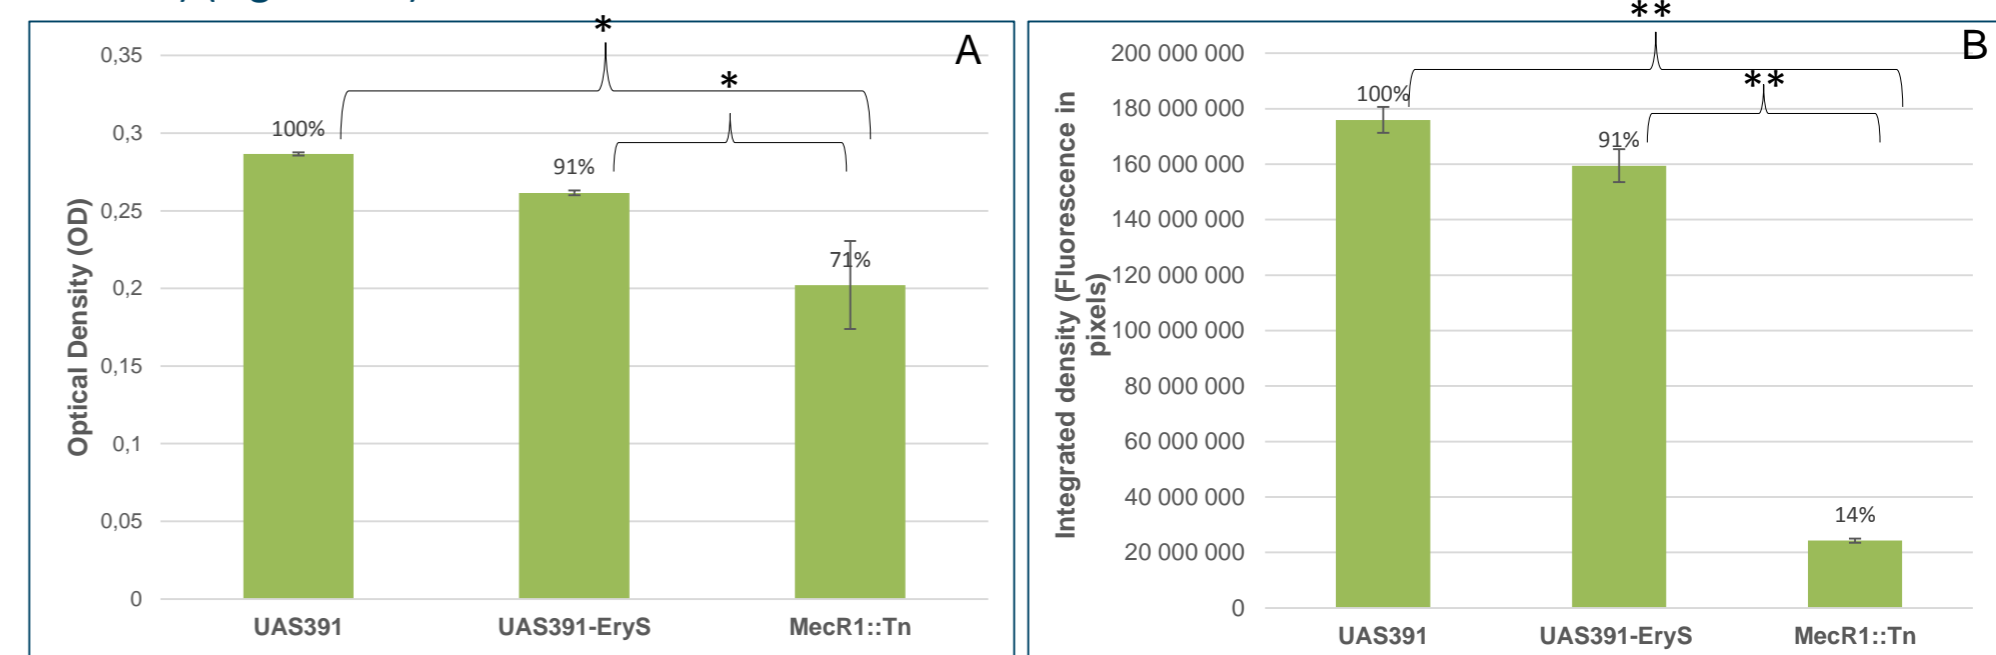 *
A
0,35
*
100%
0,3
91%
0,25
71%
0,2
0,15
0,1
0,05
0
Optical Density (OD)
UAS391
UAS391-EryS
MecR1::Tn
**
B
200 000 000
**
100%
180 000 000
91%
160 000 000
140 000 000
120 000 000
100 000 000
80 000 000
60 000 000
40 000 000
14%
20 000 000
0
Integrated density (Fluorescence in
pixels)
UAS391
UAS391-EryS
MecR1::Tn